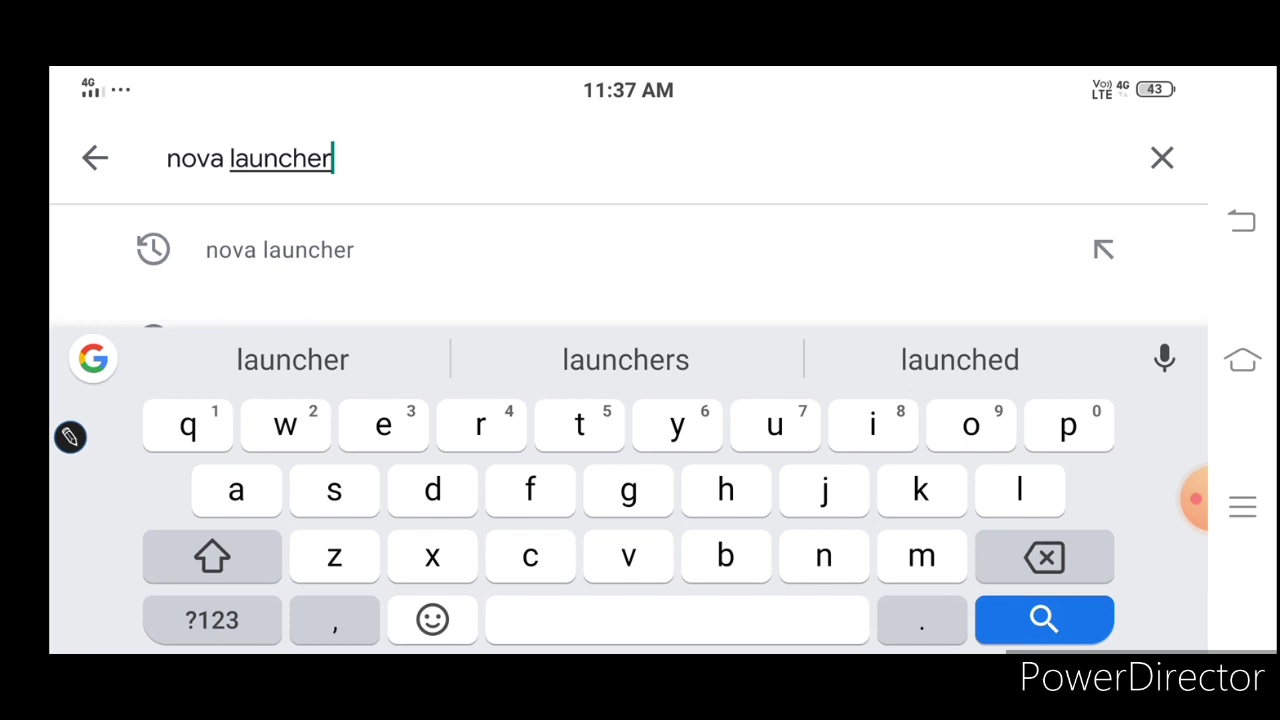 4G ... 11:37 AM Vo)) LTE 4G 43
nova launcher
nova launcher
launcher launchers launched
q 1 w 2 e 3 r 4 t 5 y 6 u 7 i 8 o 9 p 0
a s d f g h j k l
z x c v b n m
?123 , .
PowerDirector